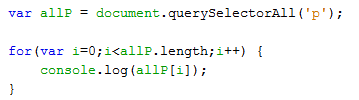 var allP = document.querySelectorAll('p');
for(var i=0;i<allP.length;i++) {
    console.log(allP[i]);
}